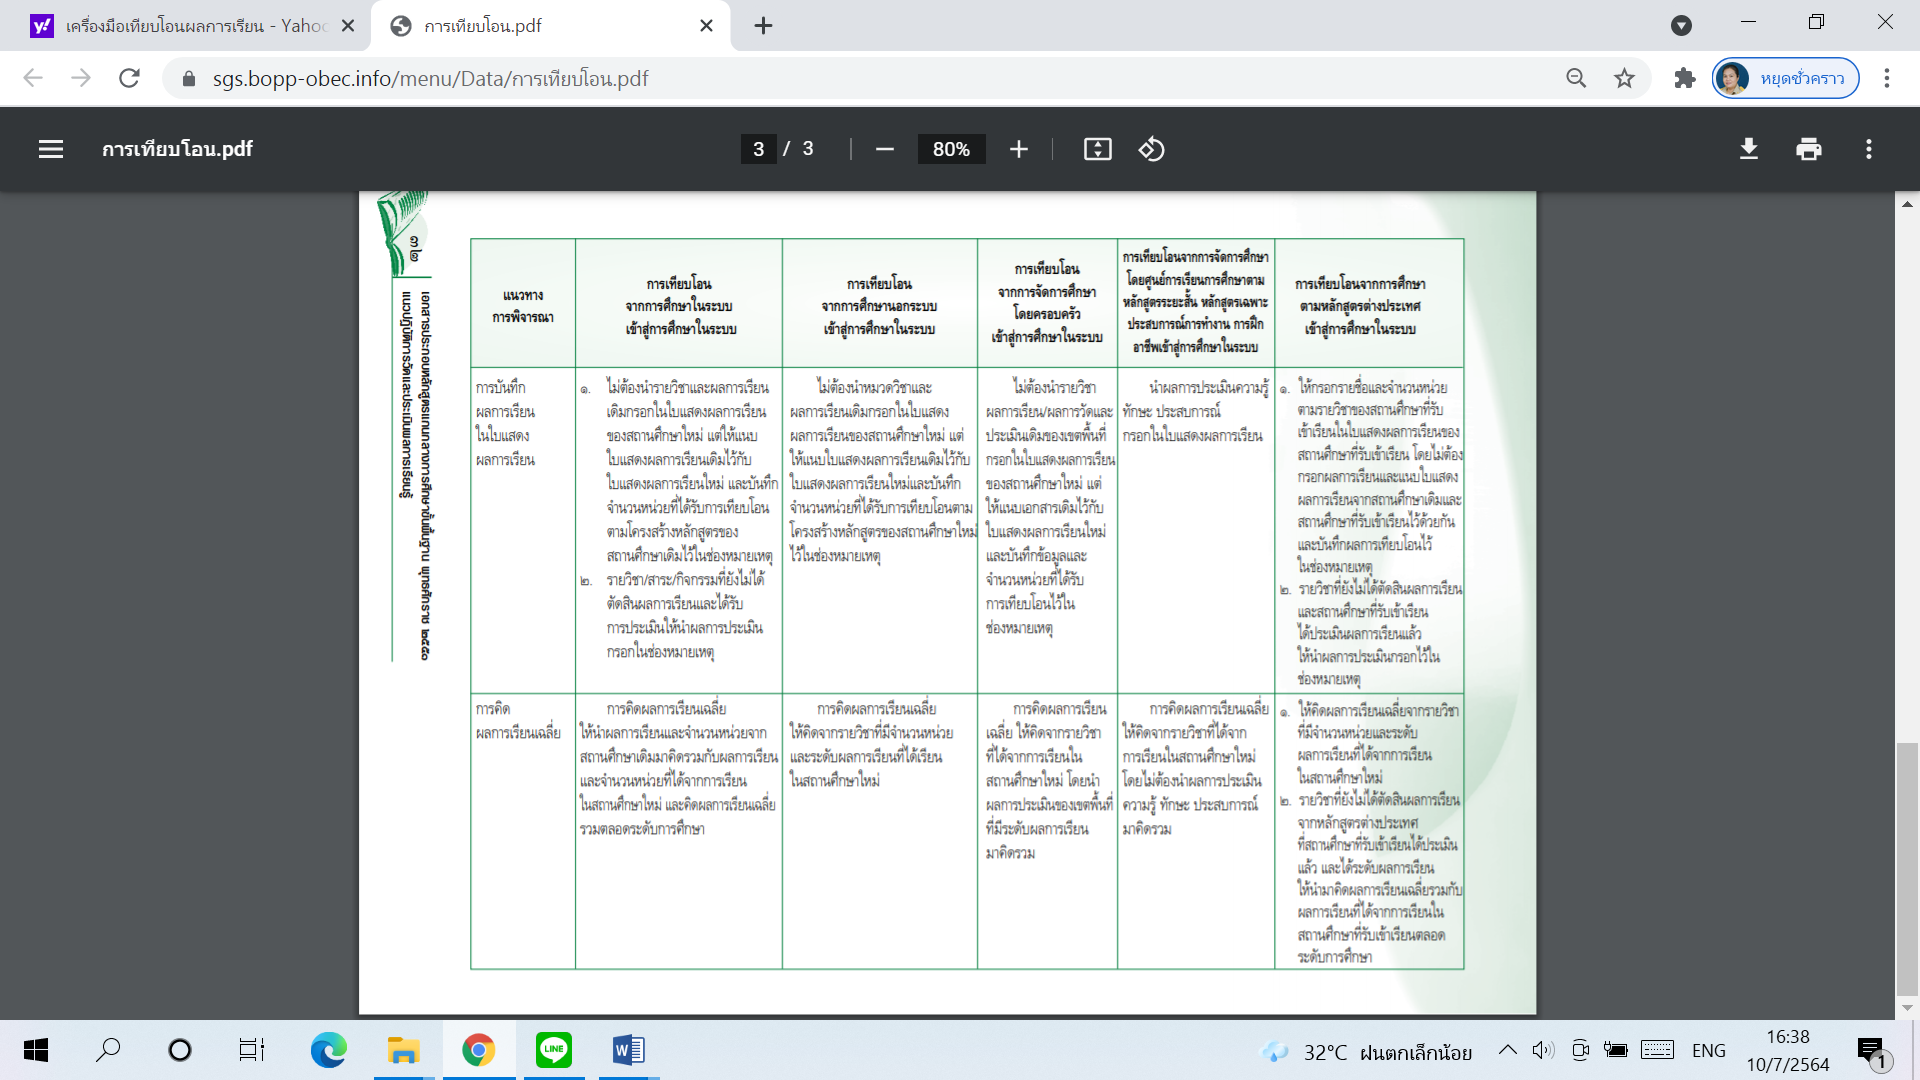 เครื่องมือเทียบโอนผลการเรียน - Yahoo
การเทียบโอน.pdf
sgs.bopp-obec.info/menu/Data/การเทียบโอน.pdf
หยุดชั่วคราว
การเทียบโอน.pdf
3 / 3
80%
๓๒
เอกสารประกอบหลักสูตรแกนกลางการศึกษาขั้นพื้นฐาน พุทธศักราช ๒๕๕๑
แนวปฏิบัติการวัดและประเมินผลการเรียนรู้
แนวทาง
การพิจารณา
การเทียบโอน
จากการศึกษาในระบบ
เข้าสู่การศึกษาในระบบ
การเทียบโอน
จากการศึกษานอกระบบ
เข้าสู่การศึกษาในระบบ
การเทียบโอน
จากการจัดการศึกษา
โดยครอบครัว
เข้าสู่การศึกษาในระบบ
การเทียบโอนจากการจัดการศึกษา
โดยศูนย์การเรียนการศึกษาตาม
หลักสูตรระยะสั้น หลักสูตรเฉพาะ
ประสบการณ์การทำงาน การฝึก
อาชีพเข้าสู่การศึกษาในระบบ
การเทียบโอนจากการศึกษา
ตามหลักสูตรต่างประเทศ
เข้าสู่การศึกษาในระบบ
การบันทึก
ผลการเรียน
ในใบแสดง
ผลการเรียน
๑. ไม่ต้องนำรายวิชาและผลการเรียน
เดิมกรอกในใบแสดงผลการเรียน
ของสถานศึกษาใหม่ แต่ให้แนบ
ใบแสดงผลการเรียนเดิมไว้กับ
ใบแสดงผลการเรียนใหม่ และบันทึก
จำนวนหน่วยที่ได้รับการเทียบโอน
ตามโครงสร้างหลักสูตรของ
สถานศึกษาเดิมไว้ในช่องหมายเหตุ
๒. รายวิชา/สาระ/กิจกรรมที่ยังไม่ได้
ตัดสินผลการเรียนและได้รับ
การประเมินให้นำผลการประเมิน
กรอกในช่องหมายเหตุ
ไม่ต้องนำหมวดวิชาและ
ผลการเรียนเดิมกรอกในใบแสดง
ผลการเรียนของสถานศึกษาใหม่ แต่
ให้แนบใบแสดงผลการเรียนเดิมไว้กับ
ใบแสดงผลการเรียนใหม่และบันทึก
จำนวนหน่วยที่ได้รับการเทียบโอนตาม
โครงสร้างหลักสูตรของสถานศึกษาใหม่
ไว้ในช่องหมายเหตุ
ไม่ต้องนำรายวิชา
ผลการเรียน/ผลการวัดและ
ประเมินเดิมของเขตพื้นที่
กรอกในใบแสดงผลการเรียน
ของสถานศึกษาใหม่ แต่
ให้แนบเอกสารเดิมไว้กับ
ใบแสดงผลการเรียนใหม่
และบันทึกข้อมูลและ
จำนวนหน่วยที่ได้รับ
การเทียบโอนไว้ใน
ช่องหมายเหตุ
นำผลการประเมินความรู้
ทักษะ ประสบการณ์
กรอกในใบแสดงผลการเรียน
๑. ให้กรอกรายชื่อและจำนวนหน่วย
ตามรายวิชาของสถานศึกษาที่รับ
เข้าเรียนในใบแสดงผลการเรียนของ
สถานศึกษาที่รับเข้าเรียน โดยไม่ต้อง
กรอกผลการเรียนและแนบใบแสดง
ผลการเรียนจากสถานศึกษาเดิมและ
สถานศึกษาที่รับเข้าเรียนไว้ด้วยกัน
และบันทึกผลการเทียบโอนไว้
ในช่องหมายเหตุ
๒. รายวิชาที่ยังไม่ได้ตัดสินผลการเรียน
และสถานศึกษาที่รับเข้าเรียน
ได้ประเมินผลการเรียนแล้ว
ให้นำผลการประเมินกรอกไว้ใน
ช่องหมายเหตุ
การคิด
ผลการเรียนเฉลี่ย
การคิดผลการเรียนเฉลี่ย
ให้นำผลการเรียนและจำนวนหน่วยจาก
สถานศึกษาเดิมมาคิดรวมกับผลการเรียน
และจำนวนหน่วยที่ได้จากการเรียน
ในสถานศึกษาใหม่ และคิดผลการเรียนเฉลี่ย
รวมตลอดระดับการศึกษา
การคิดผลการเรียนเฉลี่ย
ให้คิดจากรายวิชาที่มีจำนวนหน่วย
และระดับผลการเรียนที่ได้เรียน
ในสถานศึกษาใหม่
การคิดผลการเรียน
เฉลี่ย ให้คิดจากรายวิชา
ที่ได้จากการเรียนใน
สถานศึกษาใหม่ โดยนำ
ผลการประเมินของเขตพื้นที่
ที่มีระดับผลการเรียน
มาคิดรวม
การคิดผลการเรียนเฉลี่ย
ให้คิดจากรายวิชาที่ได้จาก
การเรียนในสถานศึกษาใหม่
โดยไม่ต้องนำผลการประเมิน
ความรู้ ทักษะ ประสบการณ์
มาคิดรวม
๑. ให้คิดผลการเรียนเฉลี่ยจากรายวิชา
ที่มีจำนวนหน่วยและระดับ
ผลการเรียนที่ได้จากการเรียน
ในสถานศึกษาใหม่
๒. รายวิชาที่ยังไม่ได้ตัดสินผลการเรียน
จากหลักสูตรต่างประเทศ
ที่สถานศึกษาที่รับเข้าเรียนได้ประเมิน
แล้ว และได้ระดับผลการเรียน
ให้นำมาคิดผลการเรียนเฉลี่ยรวมกับ
ผลการเรียนที่ได้จากการเรียนใน
สถานศึกษาที่รับเข้าเรียนตลอด
ระดับการศึกษา
LINE
32°C ฝนตกเล็กน้อย
ENG
16:38
10/7/2564
1